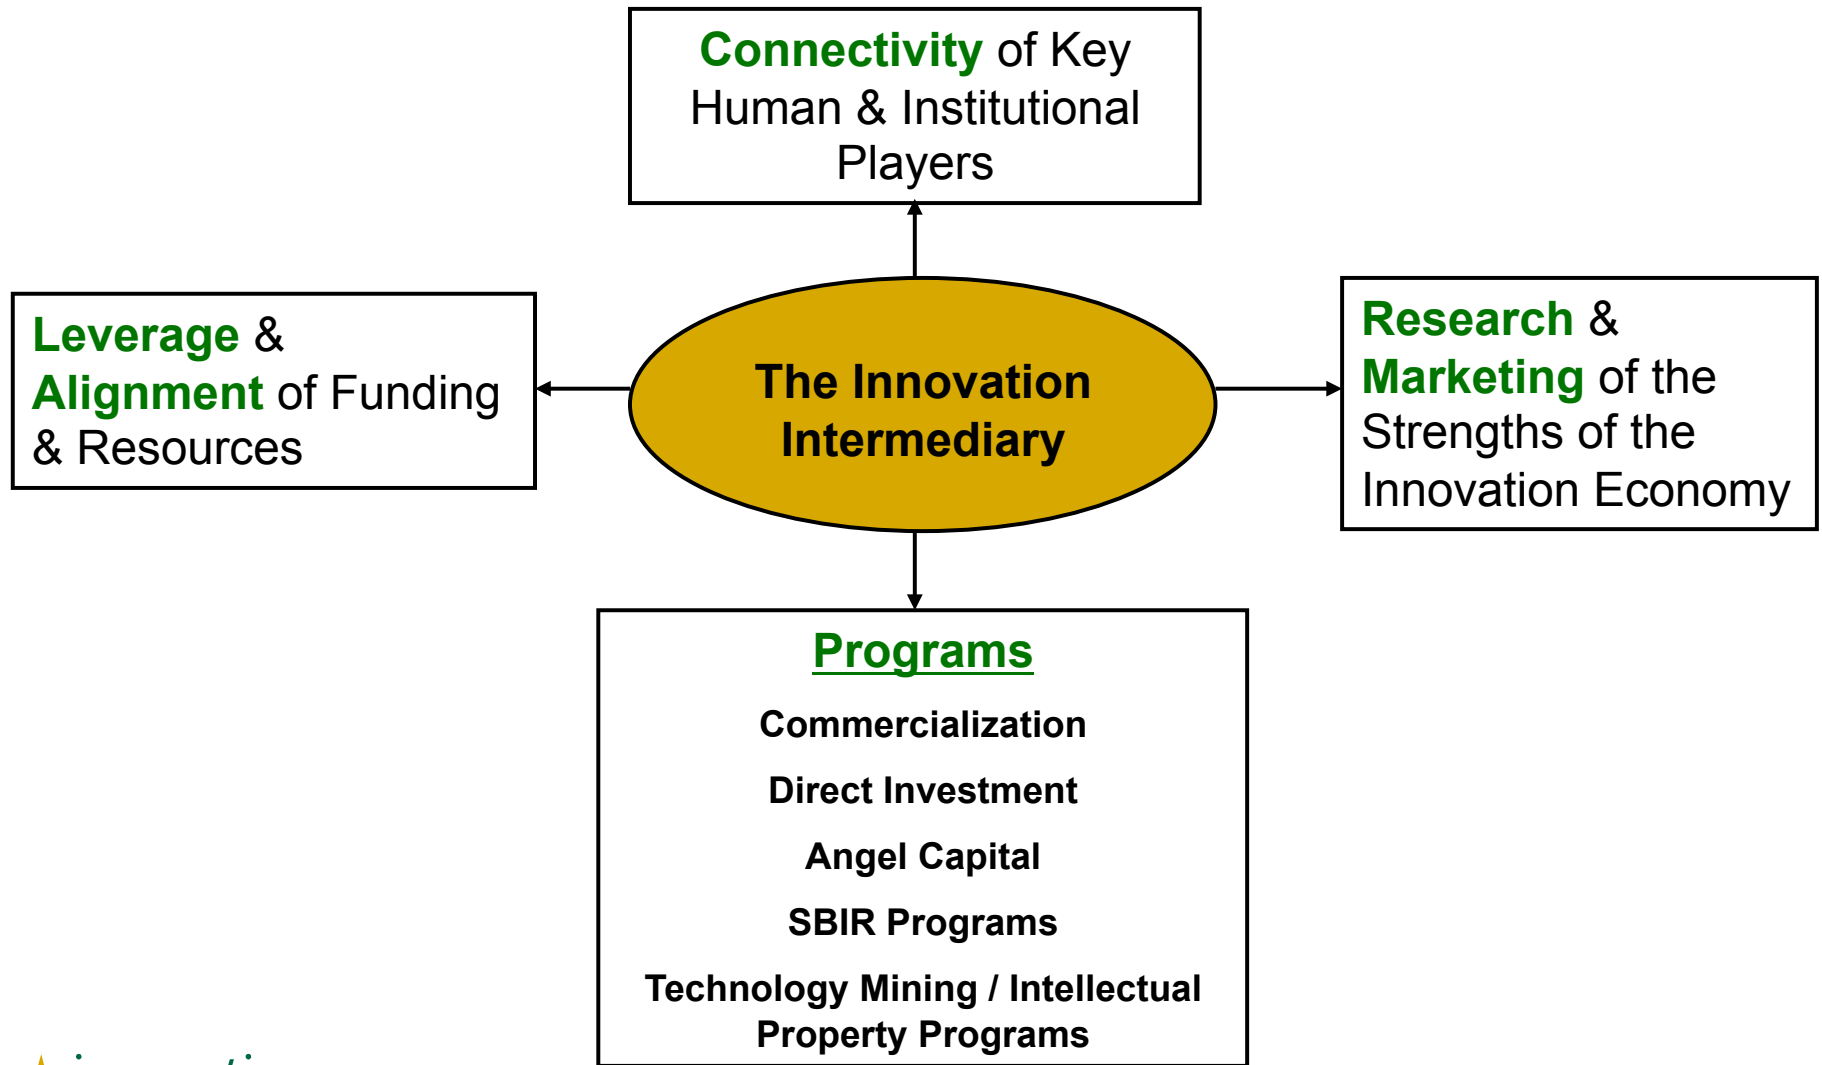 Connectivity of Key
Human & Institutional
Players
Leverage &
Alignment of Funding
& Resources
The Innovation
Intermediary
Research &
Marketing of the
Strengths of the
Innovation Economy
Programs
Commercialization
Direct Investment
Angel Capital
SBIR Programs
Technology Mining / Intellectual
Property Programs